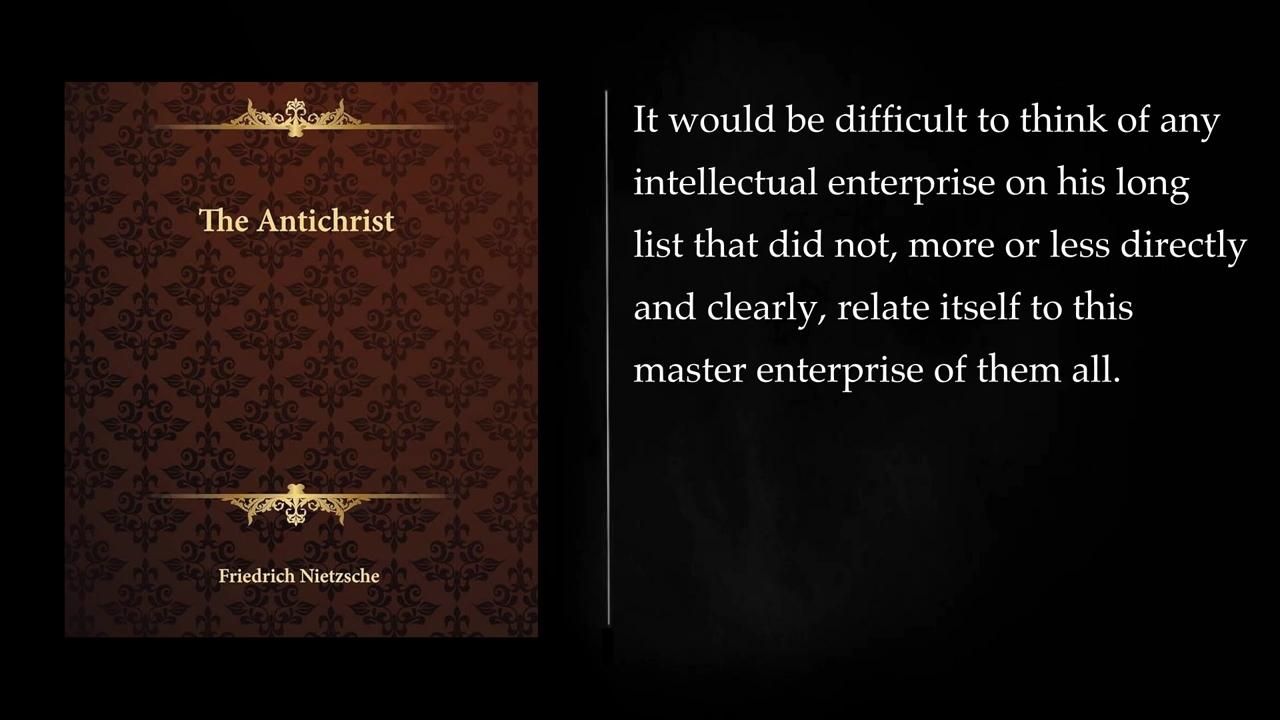 The Antichrist
Friedrich Nietzsche
It would be difficult to think of any
intellectual enterprise on his long
list that did not, more or less directly
and clearly, relate itself to this
master enterprise of them all.